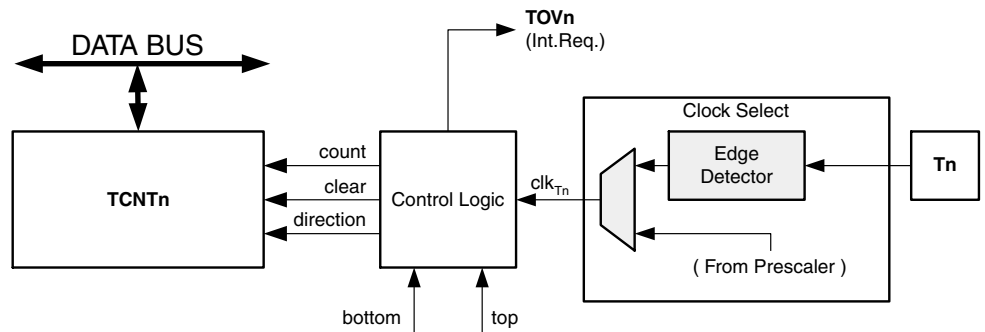 TOVn
(Int.Req.)
DATA BUS
Clock Select
count
Edge
Detector
Tn
TCNTn
clear
Control Logic
clkTn
direction
( From Prescaler )
bottom
top